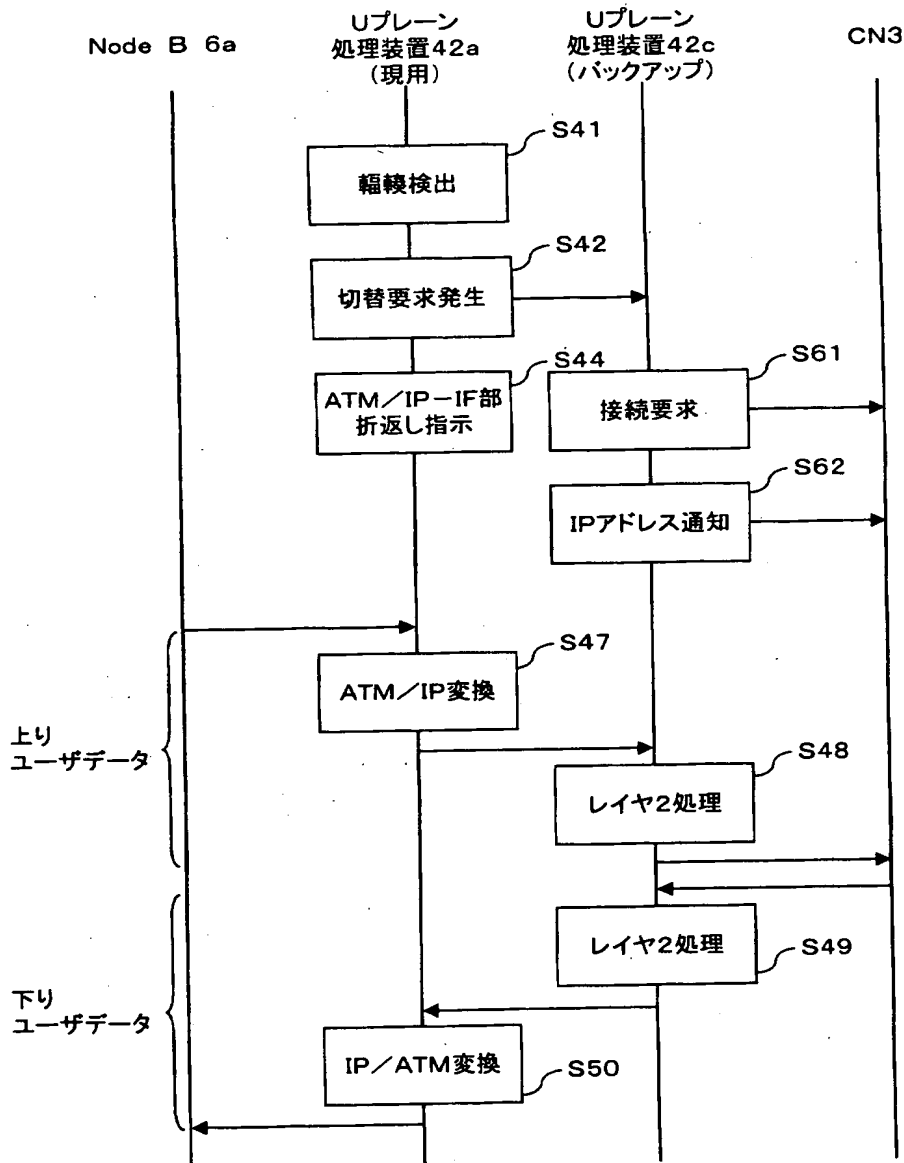 Node B 6a
Uプレーン
処理装置42a
(現用)
Uプレーン
処理装置42c
(バックアップ)
CN3
S41
輻輳検出
S42
切替要求発生
S44
ATM/IP-IF部
折返し指示
S61
接続要求
S62
IPアドレス通知
S47
ATM/IP変換
上り
ユーザデータ
S48
レイヤ2処理
レイヤ2処理
S49
下り
ユーザデータ
IP/ATM変換
S50